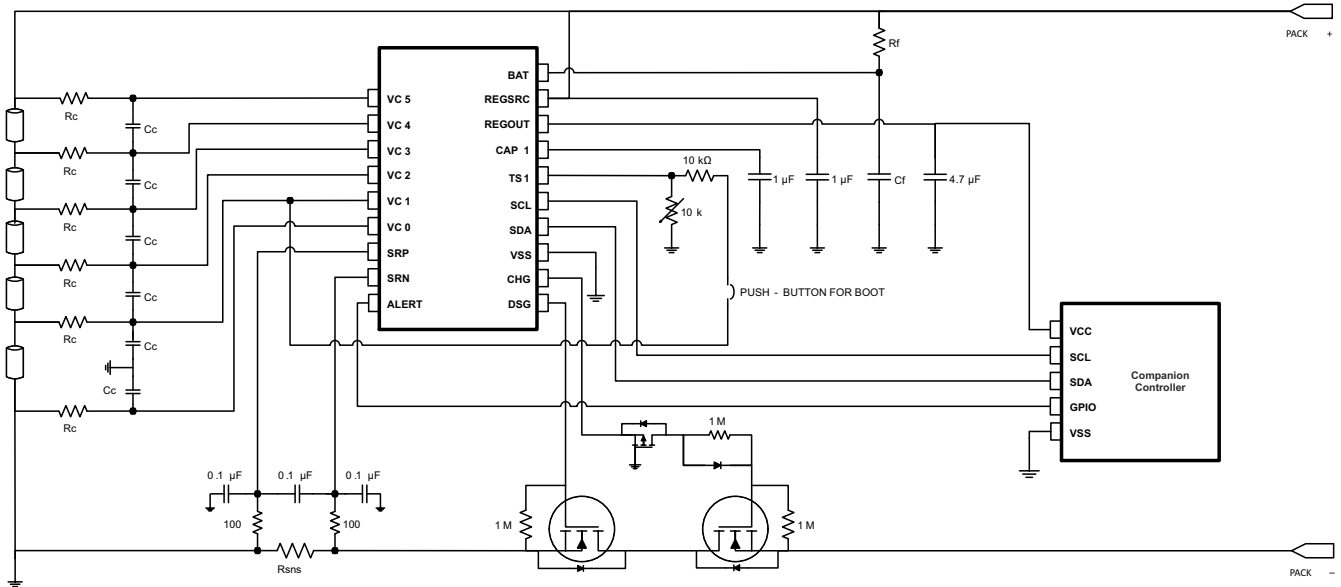 PACK +
Rf
BAT
VC 5
REGSRC
Rc
Cc
VC 4
REGOUT
Rc
VC 3
CAP 1
10 kΩ
1 µF
1 µF
Cf
4.7 µF
Cc
VC 2
TS1
Rc
VC 1
SCL
10 k
Cc
VC 0
SDA
Rc
SRP
VSS
Cc
SRN
CHG
PUSH - BUTTON FOR BOOT
ALERT
DSG
Rc
Cc
VCC
SCL
Companion
Controller
SDA
Cc
GPIO
Rc
VSS
1 M
0.1 µF
0.1 µF
0.1 µF
100
100
1 M
1 M
Rsns
PACK –